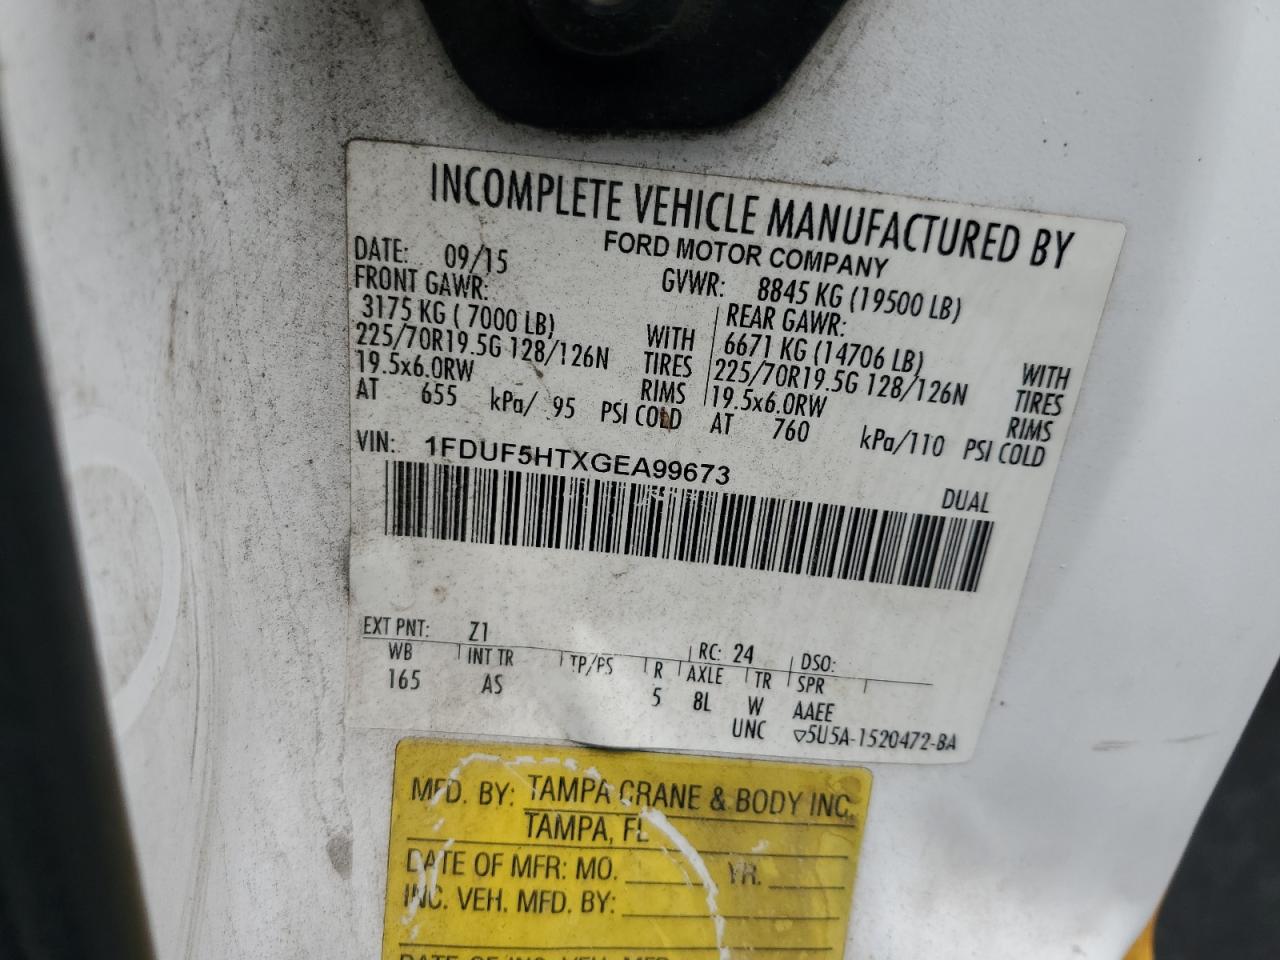 INCOMPLETE VEHICLE MANUFACTURED BY
FORD MOTOR COMPANY
DATE: 09/15 GVWR: 8845 KG (19500 LB)
FRONT GAWR: REAR GAWR:
3175 KG ( 7000 LB) WITH 6671 KG (14706 LB) WITH
225/70R19.5G 128/126N TIRES 225/70R19.5G 128/126N TIRES
19.5x6.0RW RIMS 19.5x6.0RW RIMS
AT 655 kPa/ 95 PSI COLD AT 760 kPa/110 PSI COLD
VIN: 1FDUF5HTXGEA99673
DUAL
EXT PNT: Z1 RC: 24 DSO:
WB INT TR TP/PS R AXLE TR SPR
165 AS 5 8L W AAEE
UNC ▽5U5A-1520472-BA
MFD. BY: TAMPA CRANE & BODY INC.
TAMPA, FL
DATE OF MFR: MO. YR.
INC. VEH. MFD. BY:
DATE OF INC. VEH. MFR.